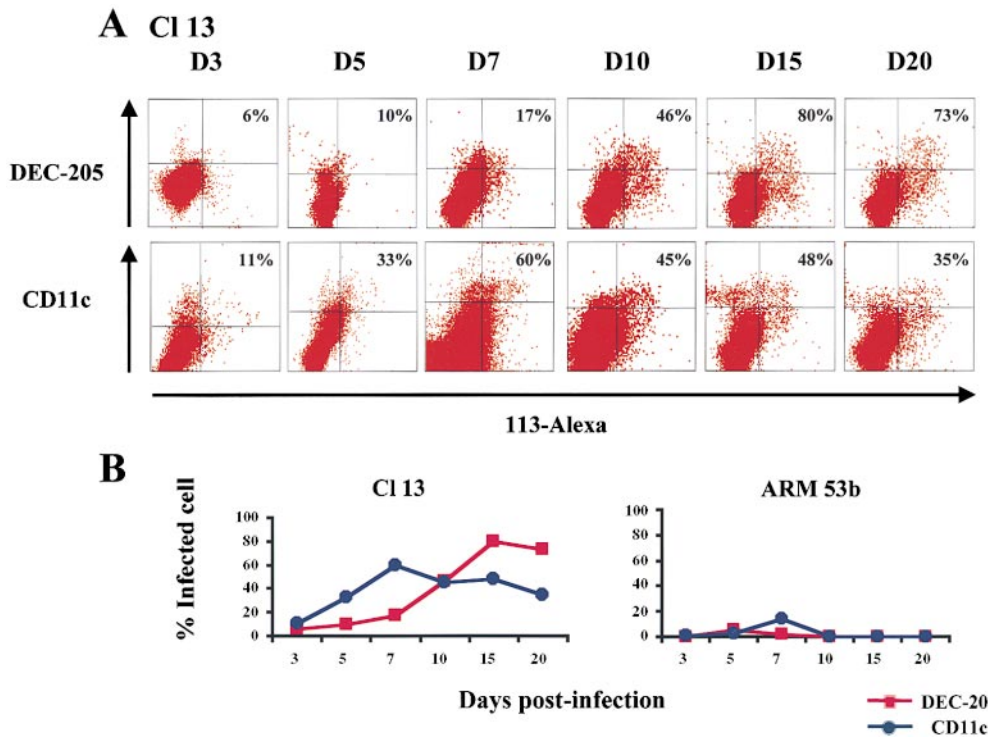 A Cl 13
D3 D5 D7 D10 D15 D20
DEC-205
6% 10% 17% 46% 80% 73%
CD11c
11% 33% 60% 45% 48% 35%
113-Alexa
B
% Infected cell
Cl 13
100
80
60
40
20
0
3 5 7 10 15 20
ARM 53b
100
80
60
40
20
0
3 5 7 10 15 20
Days post-infection
DEC-20
CD11c